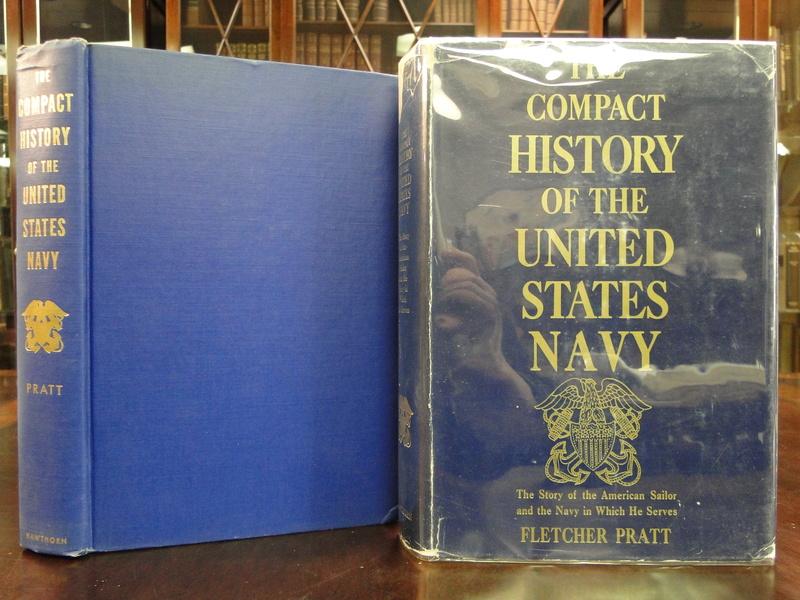 THE
COMPACT
HISTORY
OF THE
UNITED
STATES
NAVY
PRATT
HAWTHORN
THE
COMPACT
HISTORY
OF THE
UNITED
STATES
NAVY
The Story of the American Sailor
and the Navy in Which He Serves
FLETCHER PRATT